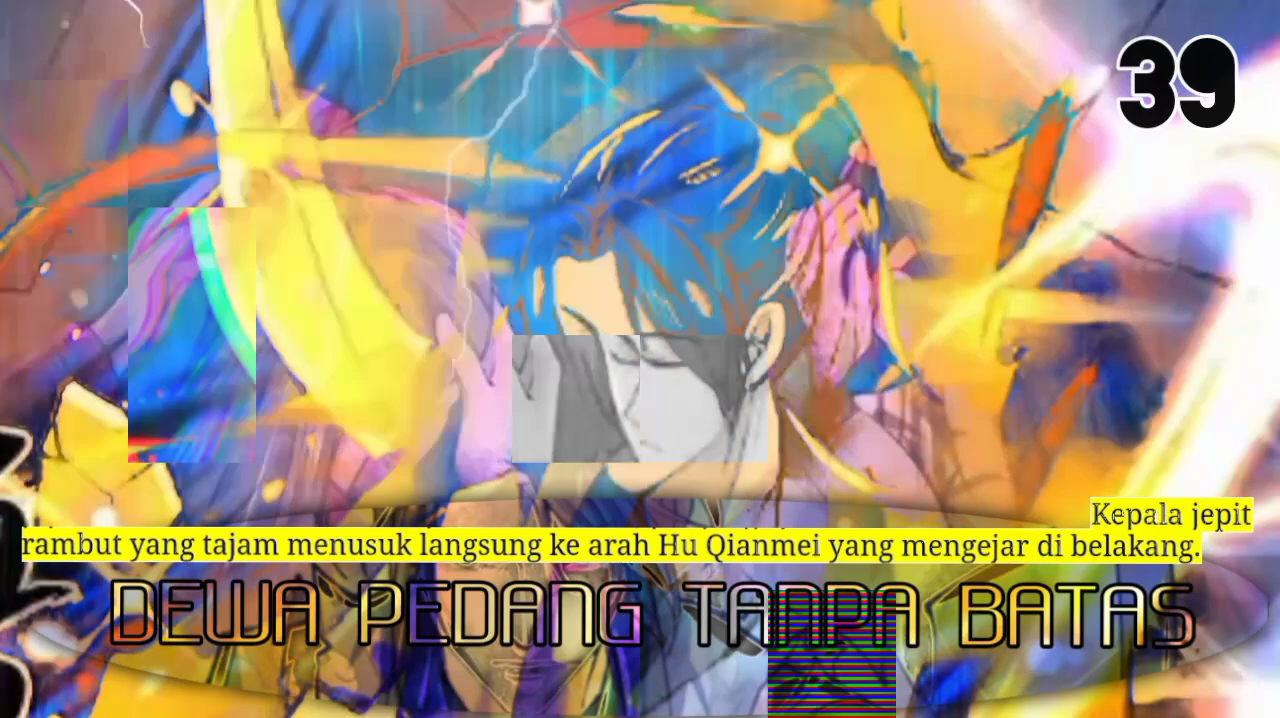 39
Kepala jepit
rambut yang tajam menusuk langsung ke arah Hu Qianmei yang mengejar di belakang.
DEWA PEDANG TANPA BATAS